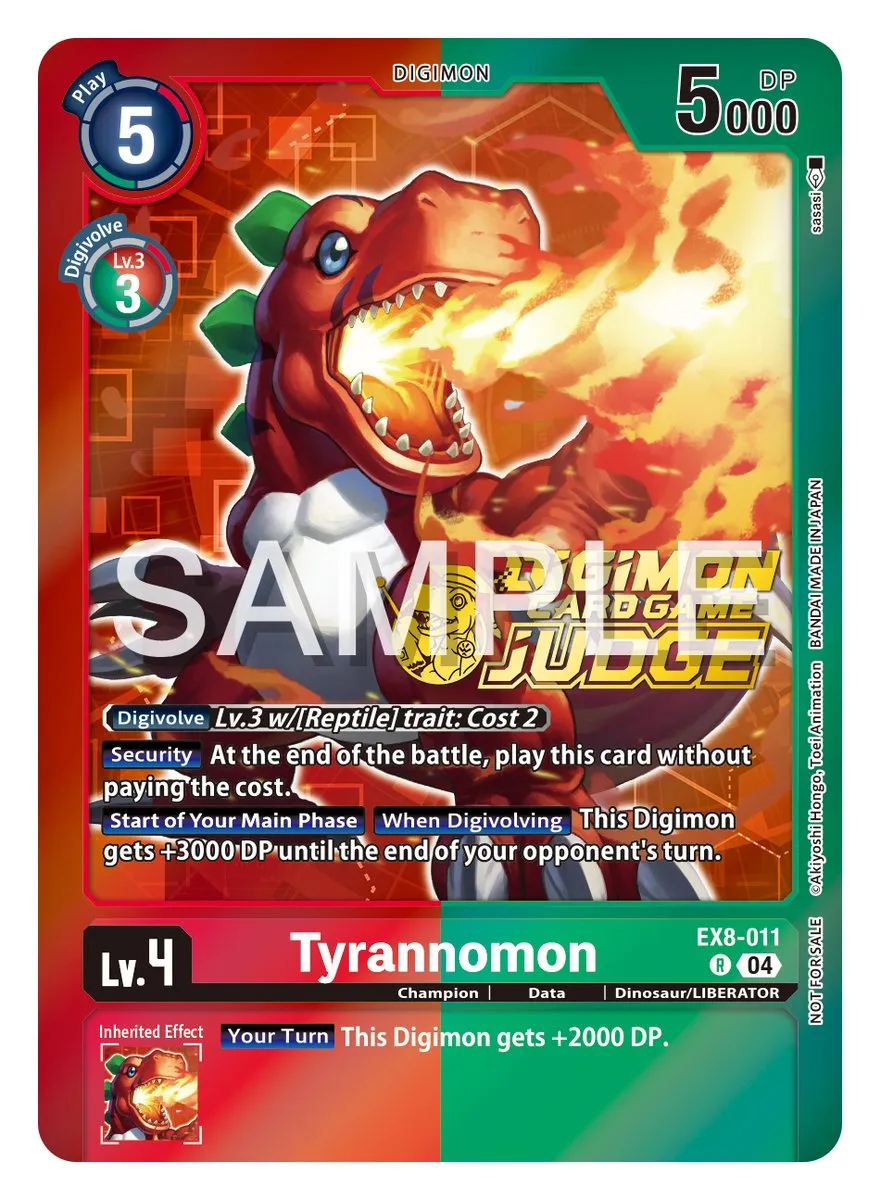 DIGIMON
Play
5
DP
5000
Digivolve
Lv.3
3
sasasi
SAMPLE
DIGIMON
CARD GAME
JUDGE
Digivolve Lv.3 w/[Reptile] trait: Cost 2
Security At the end of the battle, play this card without
paying the cost.
Start of Your Main Phase When Digivolving This Digimon
gets +3000 DP until the end of your opponent's turn.
©Akiyoshi Hongo, Toei Animation BANDAI MADE IN JAPAN
NOT FOR SALE
Lv.4
Tyrannomon
EX8-011
R 04
Champion | Data | Dinosaur/LIBERATOR
Inherited Effect
Your Turn This Digimon gets +2000 DP.